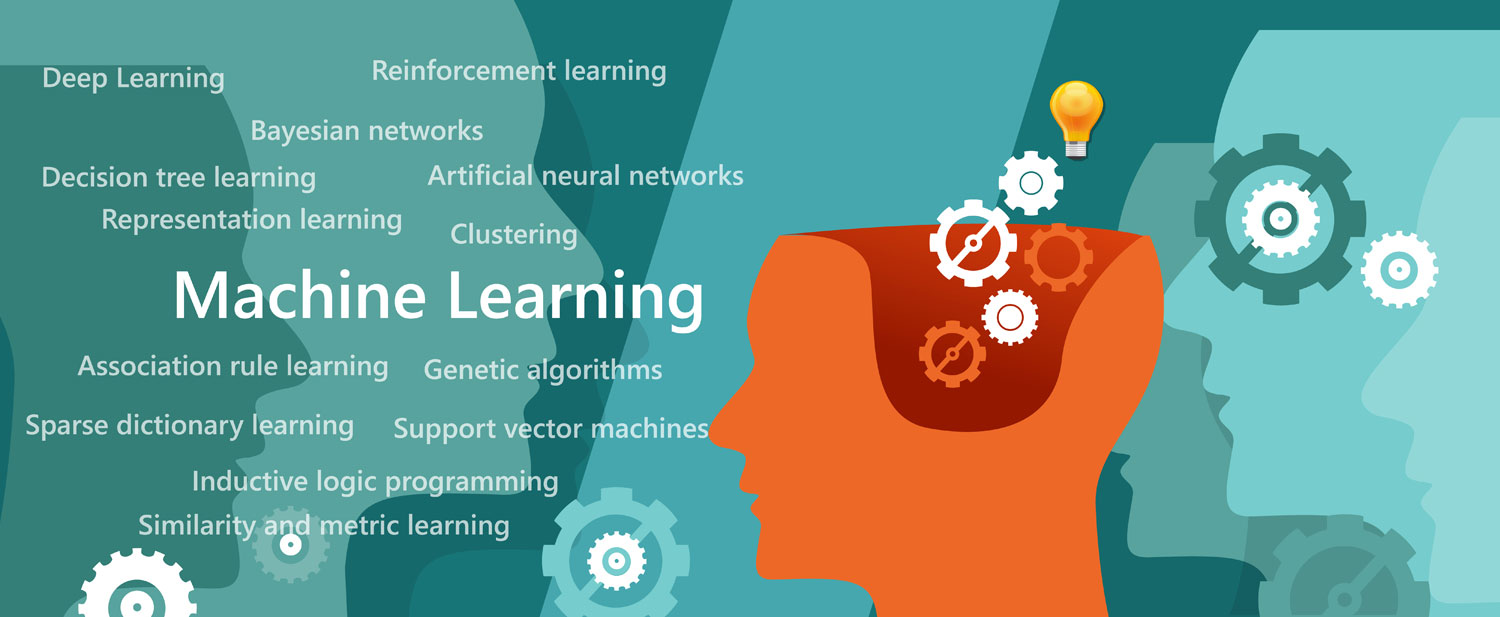 Deep Learning
Reinforcement learning
Bayesian networks
Decision tree learning
Artificial neural networks
Representation learning
Clustering
Machine Learning
Association rule learning
Genetic algorithms
Sparse dictionary learning
Support vector machines
Inductive logic programming
Similarity and metric learning